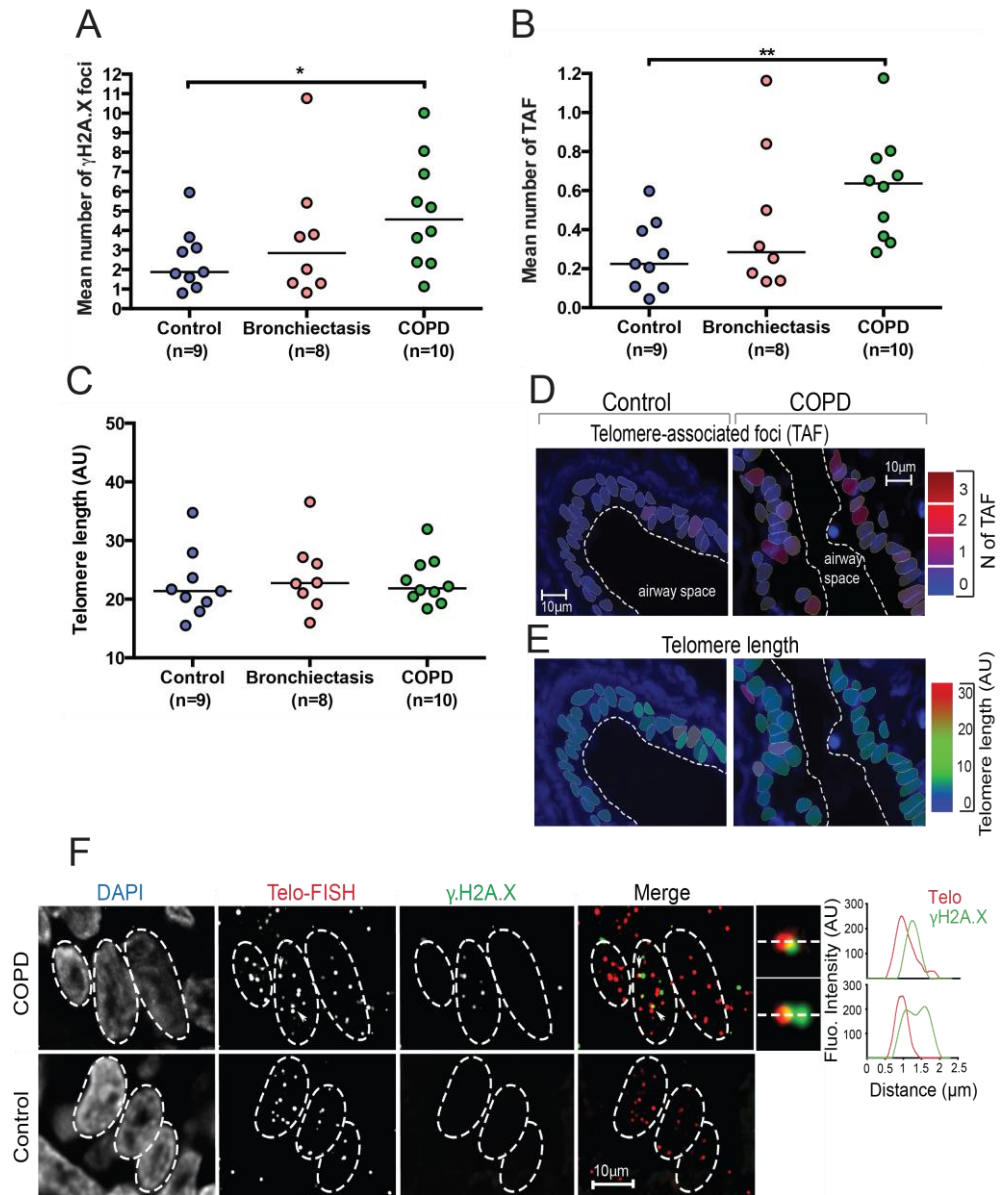 A
Mean number of γH2A.X foci
12
11
10
9
8
7
6
5
4
3
2
1
0
*
Control
(n=9)
Bronchiectasis
(n=8)
COPD
(n=10)
B
Mean number of TAF
1.2
1.0
0.8
0.6
0.4
0.2
0.0
**
Control
(n=9)
Bronchiectasis
(n=8)
COPD
(n=10)
C
Telomere length (AU)
50
40
30
20
10
Control
(n=9)
Bronchiectasis
(n=8)
COPD
(n=10)
D
Control COPD
Telomere-associated foci (TAF)
10µm
airway space
10µm
airway
space
3
2
1
0
N of TAF
E
Telomere length
30
20
10
0
Telomere length (AU)
F
DAPI Telo-FISH γ.H2A.X Merge
COPD
Control
10µm
Telo
γH2A.X
Fluo. Intensity (AU)
300
200
100
0
300
200
100
0 0.5 1 1.5 2 2.5
Distance (µm)